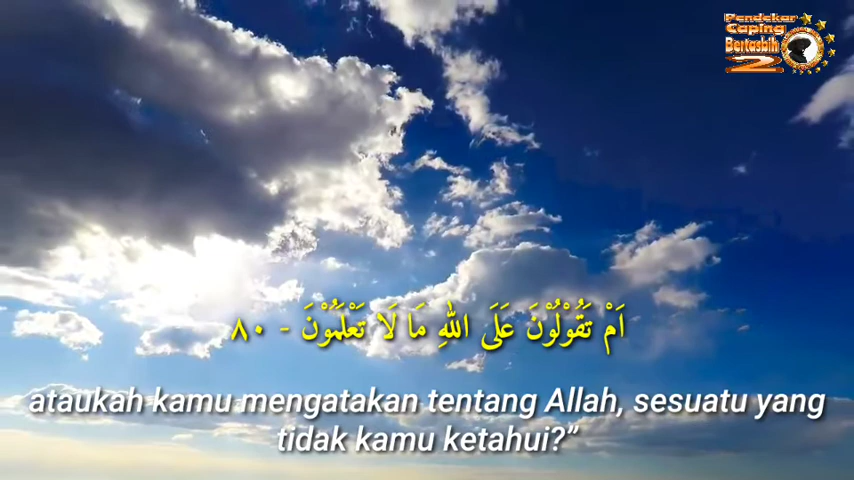 Pendekar
Caping
Bertasbih
2
اَمْ تَقُوْلُوْنَ عَلَى اللّٰهِ مَا لَا تَعْلَمُوْنَ - ٨٠
ataukah kamu mengatakan tentang Allah, sesuatu yang
tidak kamu ketahui?”